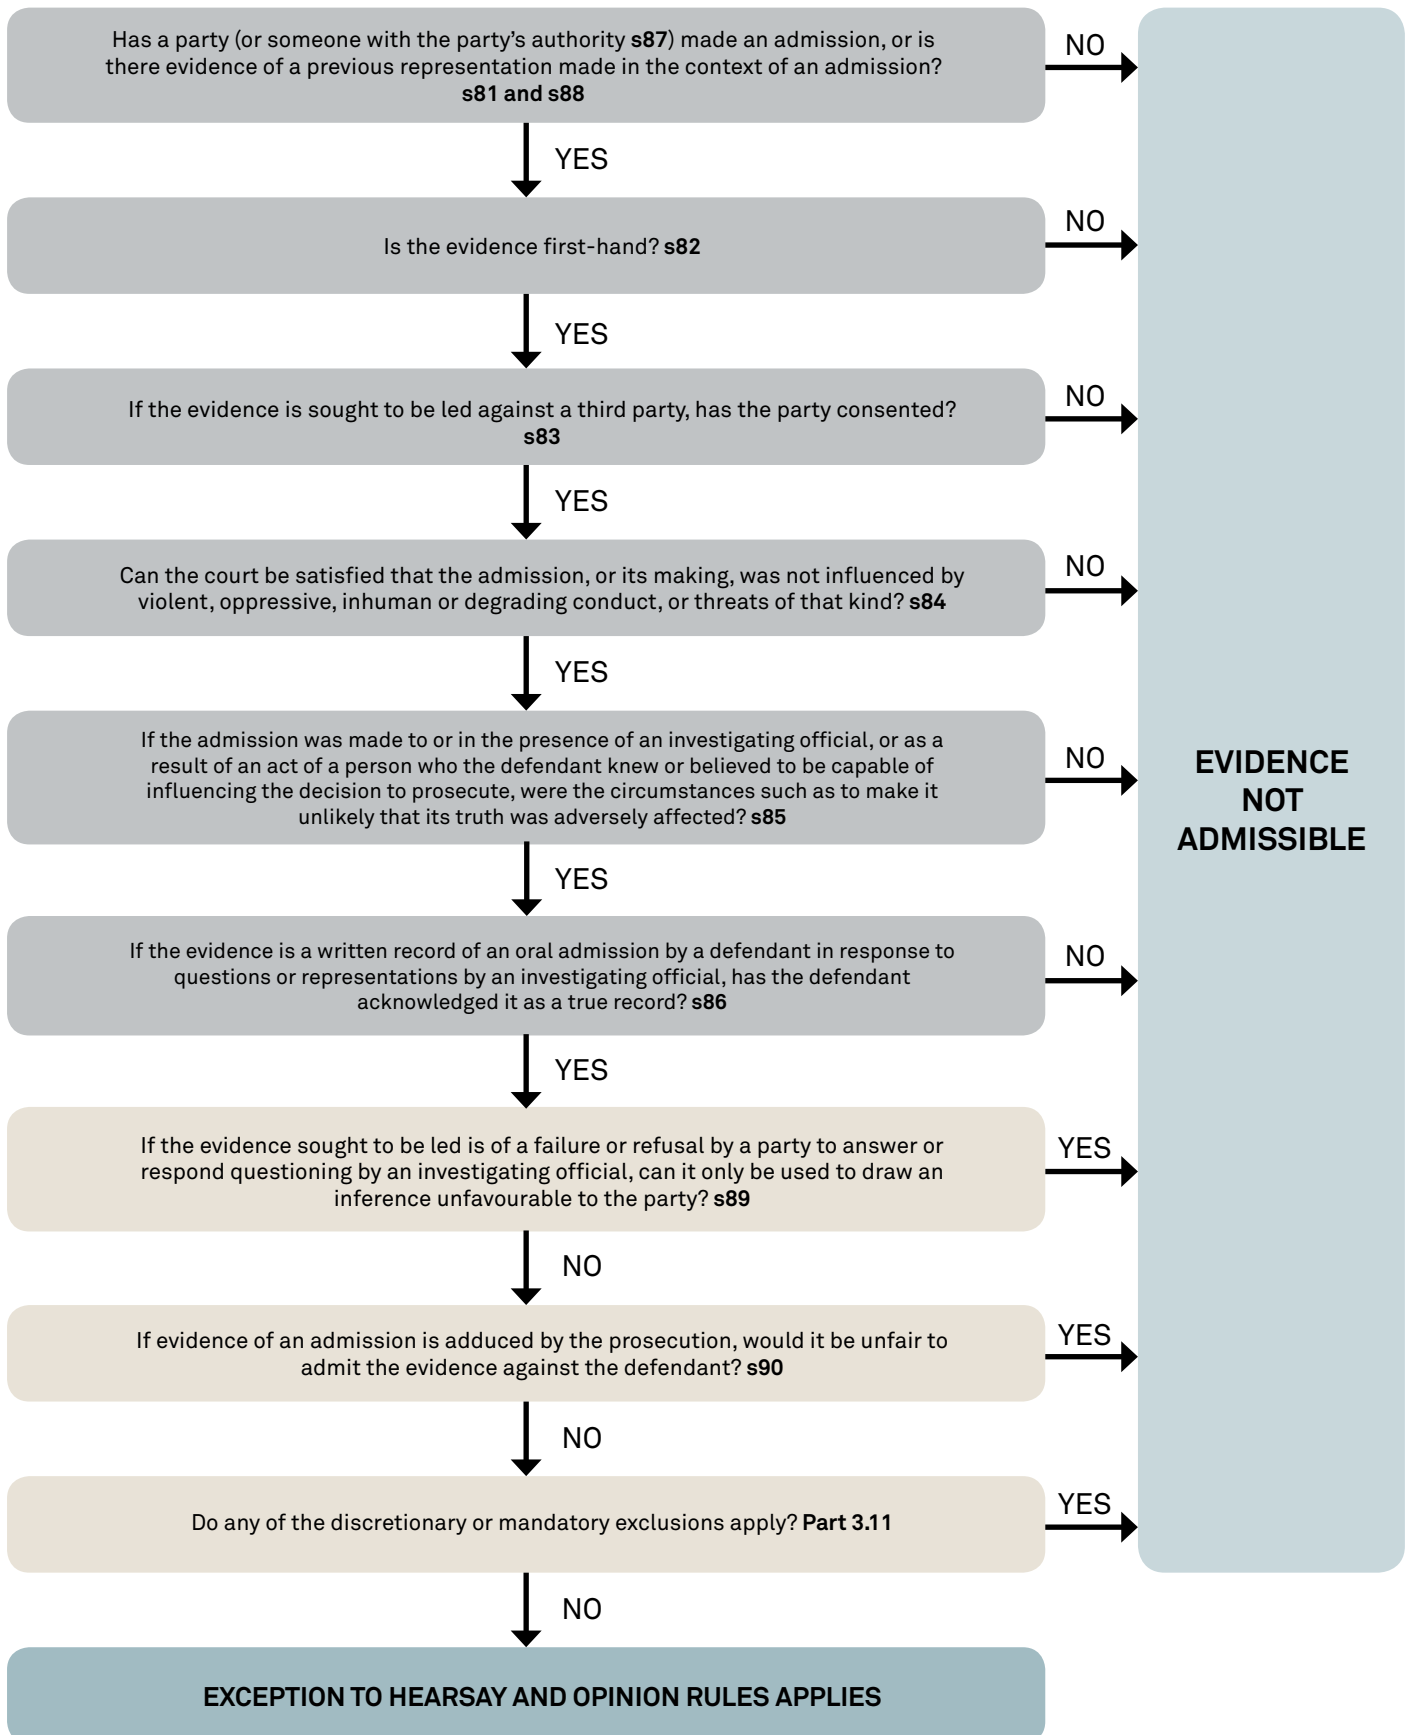 Has a party (or someone with the party's authority s87) made an admission, or is
there evidence of a previous representation made in the context of an admission?
s81 and s88
NO
YES
Is the evidence first-hand? s82
NO
YES
If the evidence is sought to be led against a third party, has the party consented?
s83
NO
YES
Can the court be satisfied that the admission, or its making, was not influenced by
violent, oppressive, inhuman or degrading conduct, or threats of that kind? s84
NO
YES
If the admission was made to or in the presence of an investigating official, or as a
result of an act of a person who the defendant knew or believed to be capable of
influencing the decision to prosecute, were the circumstances such as to make it
unlikely that its truth was adversely affected? s85
NO
EVIDENCE
NOT
ADMISSIBLE
YES
If the evidence is a written record of an oral admission by a defendant in response to
questions or representations by an investigating official, has the defendant
acknowledged it as a true record? s86
NO
YES
If the evidence sought to be led is of a failure or refusal by a party to answer or
respond questioning by an investigating official, can it only be used to draw an
inference unfavourable to the party? s89
YES
NO
If evidence of an admission is adduced by the prosecution, would it be unfair to
admit the evidence against the defendant? s90
YES
NO
Do any of the discretionary or mandatory exclusions apply? Part 3.11
YES
NO
EXCEPTION TO HEARSAY AND OPINION RULES APPLIES